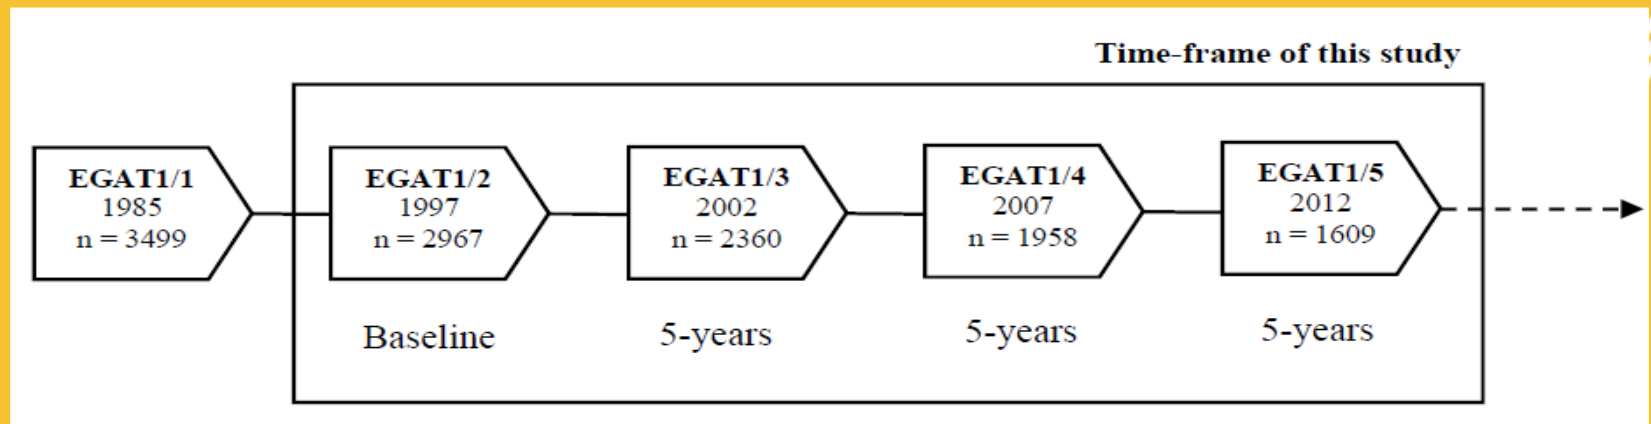 Time-frame of this study
EGAT1/1
1985
n = 3499
EGAT1/2
1997
n = 2967
EGAT1/3
2002
n = 2360
EGAT1/4
2007
n = 1958
EGAT1/5
2012
n = 1609
Baseline
5-years
5-years
5-years